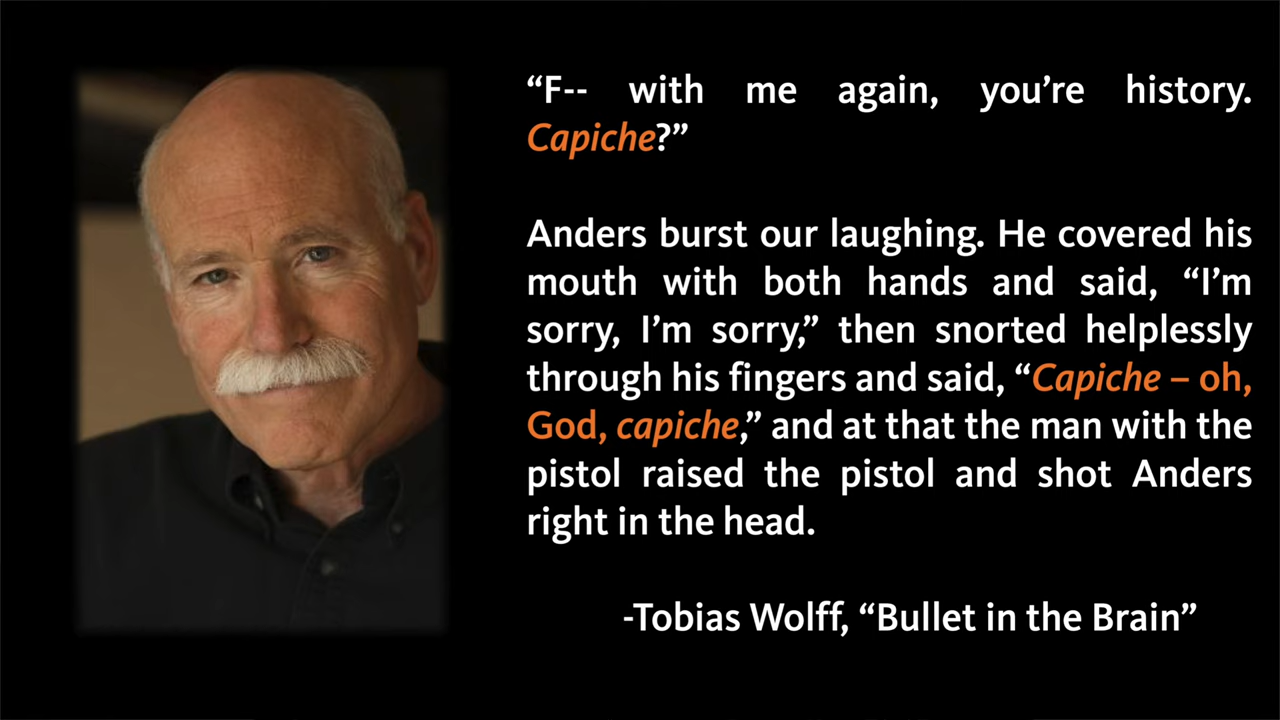 “F-- with me again, you’re history.
Capiche?”
Anders burst our laughing. He covered his
mouth with both hands and said, “I’m
sorry, I’m sorry,” then snorted helplessly
through his fingers and said, “Capiche – oh,
God, capiche,” and at that the man with the
pistol raised the pistol and shot Anders
right in the head.
-Tobias Wolff, “Bullet in the Brain”